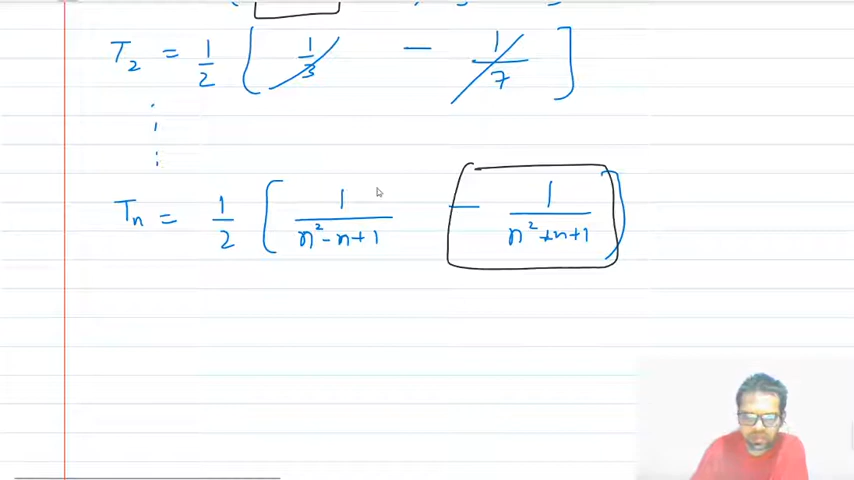 T₂ = 1/2 [ 1/3 − 1/7 ]
⋮
Tn = 1/2 [ 1/(n²-n+1) − 1/(n²+n+1) ]